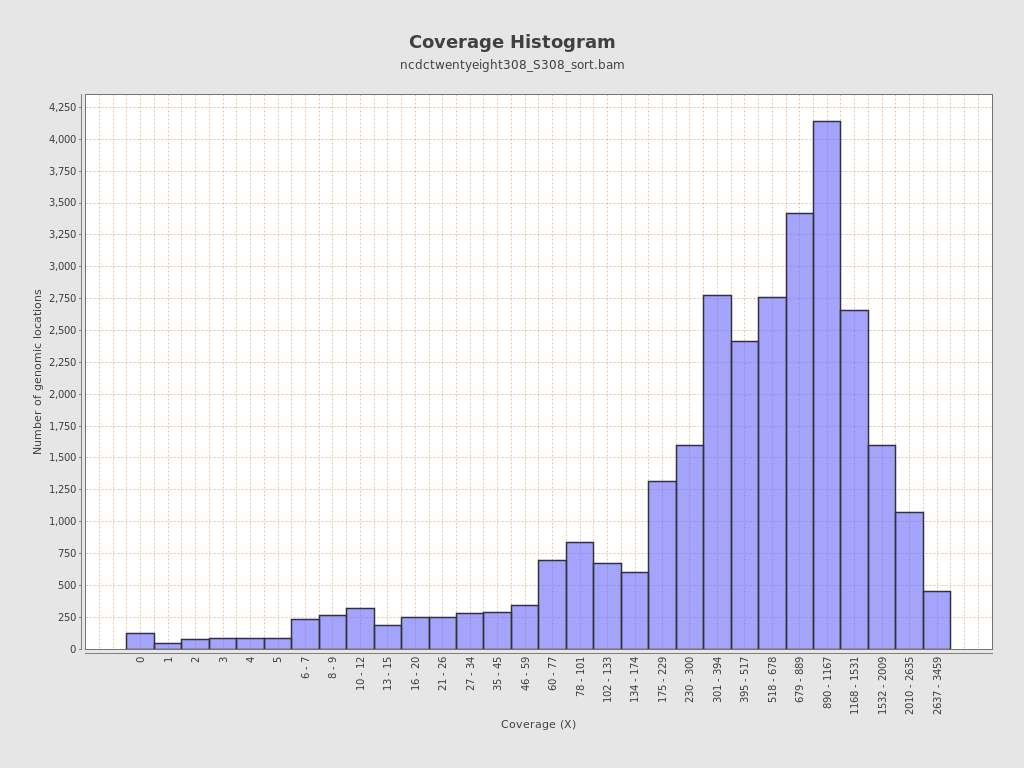 Coverage Histogram
ncdctwentyeight308_S308_sort.bam
Number of genomic locations
4,250
4,000
3,750
3,500
3,250
3,000
2,750
2,500
2,250
2,000
1,750
1,500
1,250
1,000
750
500
250
0
0
1
2
3
4
5
6 - 7
8 - 9
10 - 12
13 - 15
16 - 20
21 - 26
27 - 34
35 - 45
46 - 59
60 - 77
78 - 101
102 - 133
134 - 174
175 - 229
230 - 300
301 - 394
395 - 517
518 - 678
679 - 889
890 - 1167
1168 - 1531
1532 - 2009
2010 - 2635
2637 - 3459
Coverage (X)